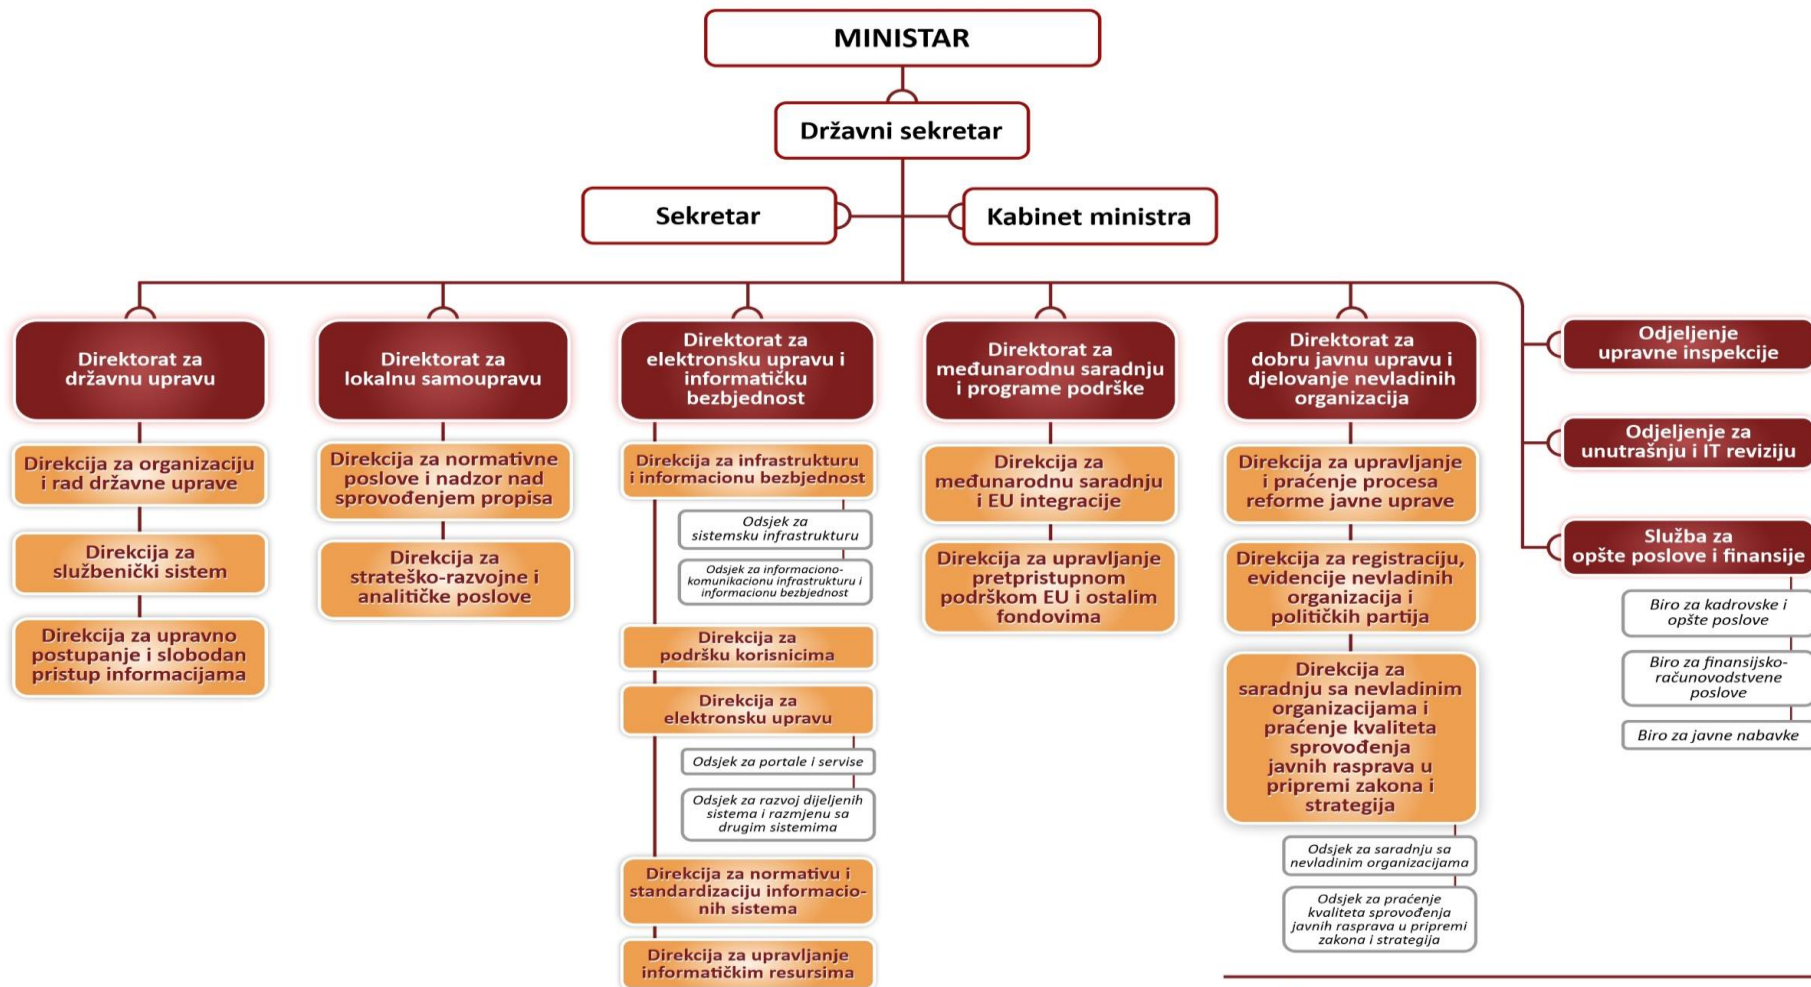 MINISTAR
Državni sekretar
Sekretar
Kabinet ministra
Direktorat za
državnu upravu
Direkcija za organizaciju
i rad državne uprave
Direkcija za
službenički sistem
Direkcija za upravno
postupanje i slobodan
pristup informacijama
Direktorat za
lokalnu samoupravu
Direkcija za normativne
poslove i nadzor nad
sprovođenjem propisa
Direkcija za
strateško-razvojne i
analitičke poslove
Direktorat za
elektronsku upravu i
informatičku
bezbjednost
Direkcija za infrastrukturu
i informacionu bezbjednost
Odsjek za
sistemsku infrastrukturu
Odsjek za informaciono-
komunikacionu infrastrukturu i
informacionu bezbjednost
Direkcija za
podršku korisnicima
Direkcija za
elektronsku upravu
Odsjek za portale i servise
Odsjek za razvoj dijeljenih
sistema i razmjenu sa
drugim sistemima
Direkcija za normativu i
standardizaciju informacio-
nih sistema
Direkcija za upravljanje
informatičkim resursima
Direktorat za
međunarodnu saradnju
i programe podrške
Direkcija za
međunarodnu saradnju
i EU integracije
Direkcija za upravljanje
pretpristupnom
podrškom EU i ostalim
fondovima
Direktorat za
dobru javnu upravu i
djelovanje nevladinih
organizacija
Direkcija za upravljanje
i praćenje procesa
reforme javne uprave
Direkcija za registraciju,
evidencije nevladinih
organizacija i
političkih partija
Direkcija za
saradnju sa nevladinim
organizacijama i
praćenje kvaliteta
sprovođenja
javnih rasprava u
pripremi zakona i
strategija
Odsjek za saradnju sa
nevladinim organizacijama
Odsjek za praćenje
kvaliteta sprovođenja
javnih rasprava u pripremi
zakona i strategija
Odjeljenje
upravne inspekcije
Odjeljenje za
unutrašnju i IT reviziju
Služba za
opšte poslove i finansije
Biro za kadrovske i
opšte poslove
Biro za finansijsko-
računovodstvene
poslove
Biro za javne nabavke